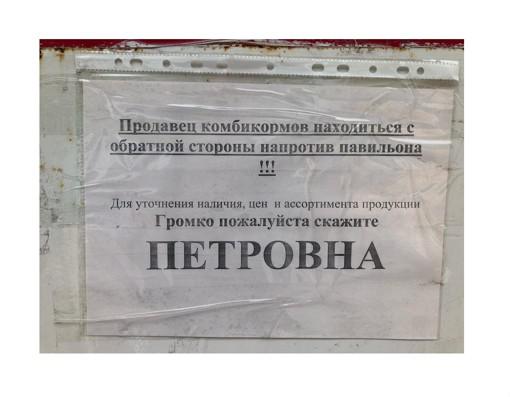 Продавец комбикормов находиться с
обратной стороны напротив павильона
!!!
Для уточнения наличия, цен и ассортимента продукции
Громко пожалуйста скажите
ПЕТРОВНА